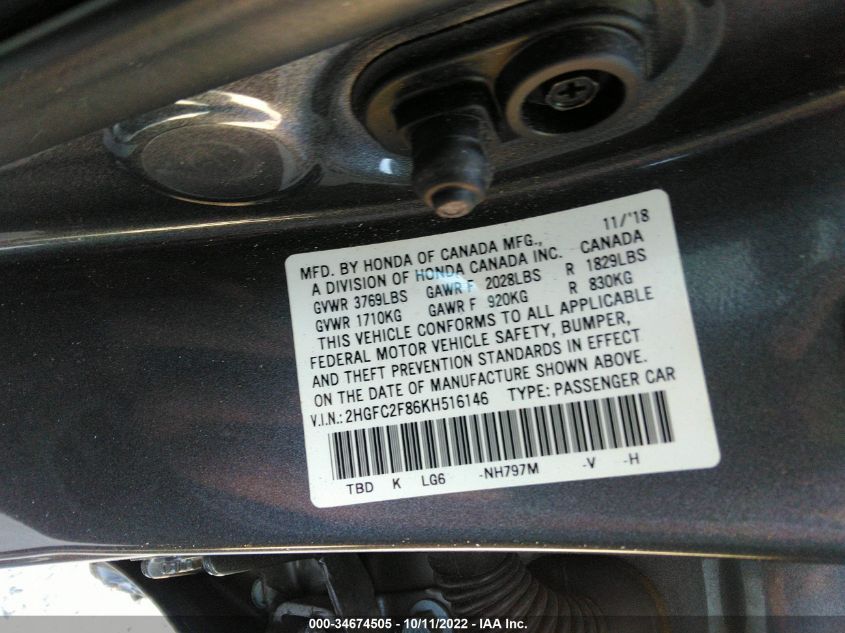 MFD. BY HONDA OF CANADA MFG., 11/'18
A DIVISION OF HONDA CANADA INC. CANADA
GVWR 3769LBS GAWR F 2028LBS R 1829LBS
GVWR 1710KG GAWR F 920KG R 830KG
THIS VEHICLE CONFORMS TO ALL APPLICABLE
FEDERAL MOTOR VEHICLE SAFETY, BUMPER,
AND THEFT PREVENTION STANDARDS IN EFFECT
ON THE DATE OF MANUFACTURE SHOWN ABOVE.
V.I.N.: 2HGFC2F86KH516146 TYPE: PASSENGER CAR
TBD K LG6 -NH797M -V -H
000-34674505 - 10/11/2022 - IAA Inc.